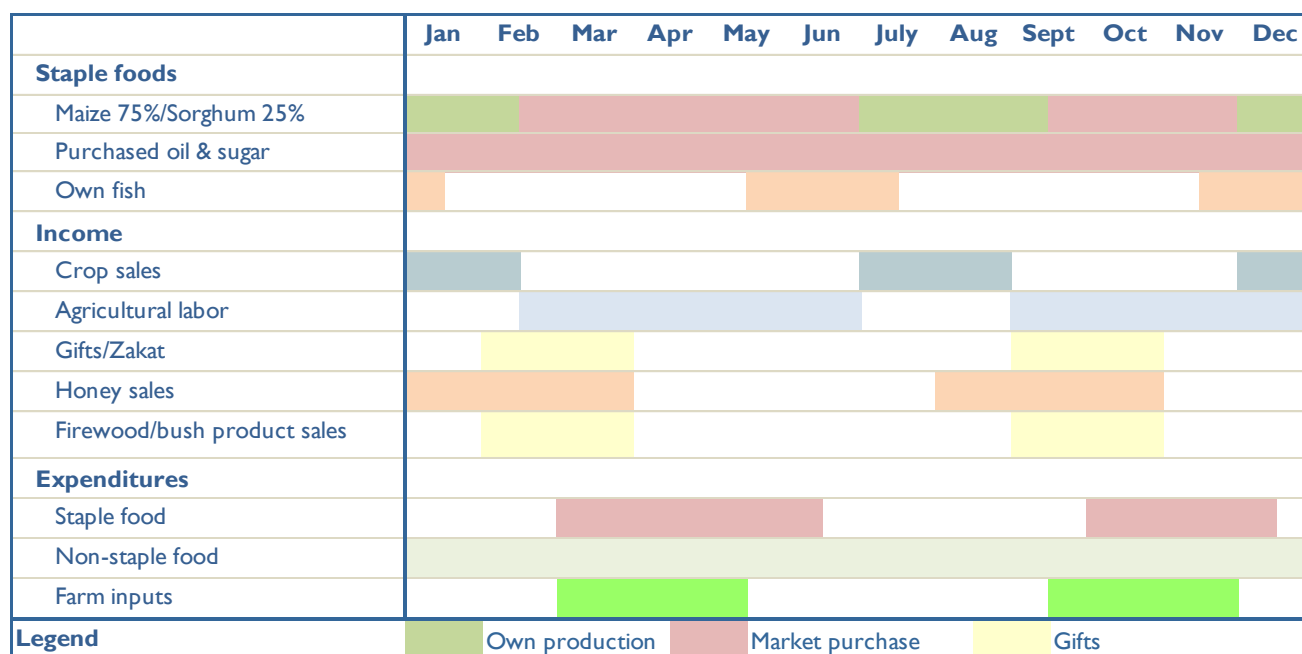 Jan Feb Mar Apr May Jun July Aug Sept Oct Nov Dec
Staple foods
Maize 75%/Sorghum 25%
Purchased oil & sugar
Own fish
Income
Crop sales
Agricultural labor
Gifts/Zakat
Honey sales
Firewood/bush product sales
Expenditures
Staple food
Non-staple food
Farm inputs
Legend Own production Market purchase Gifts